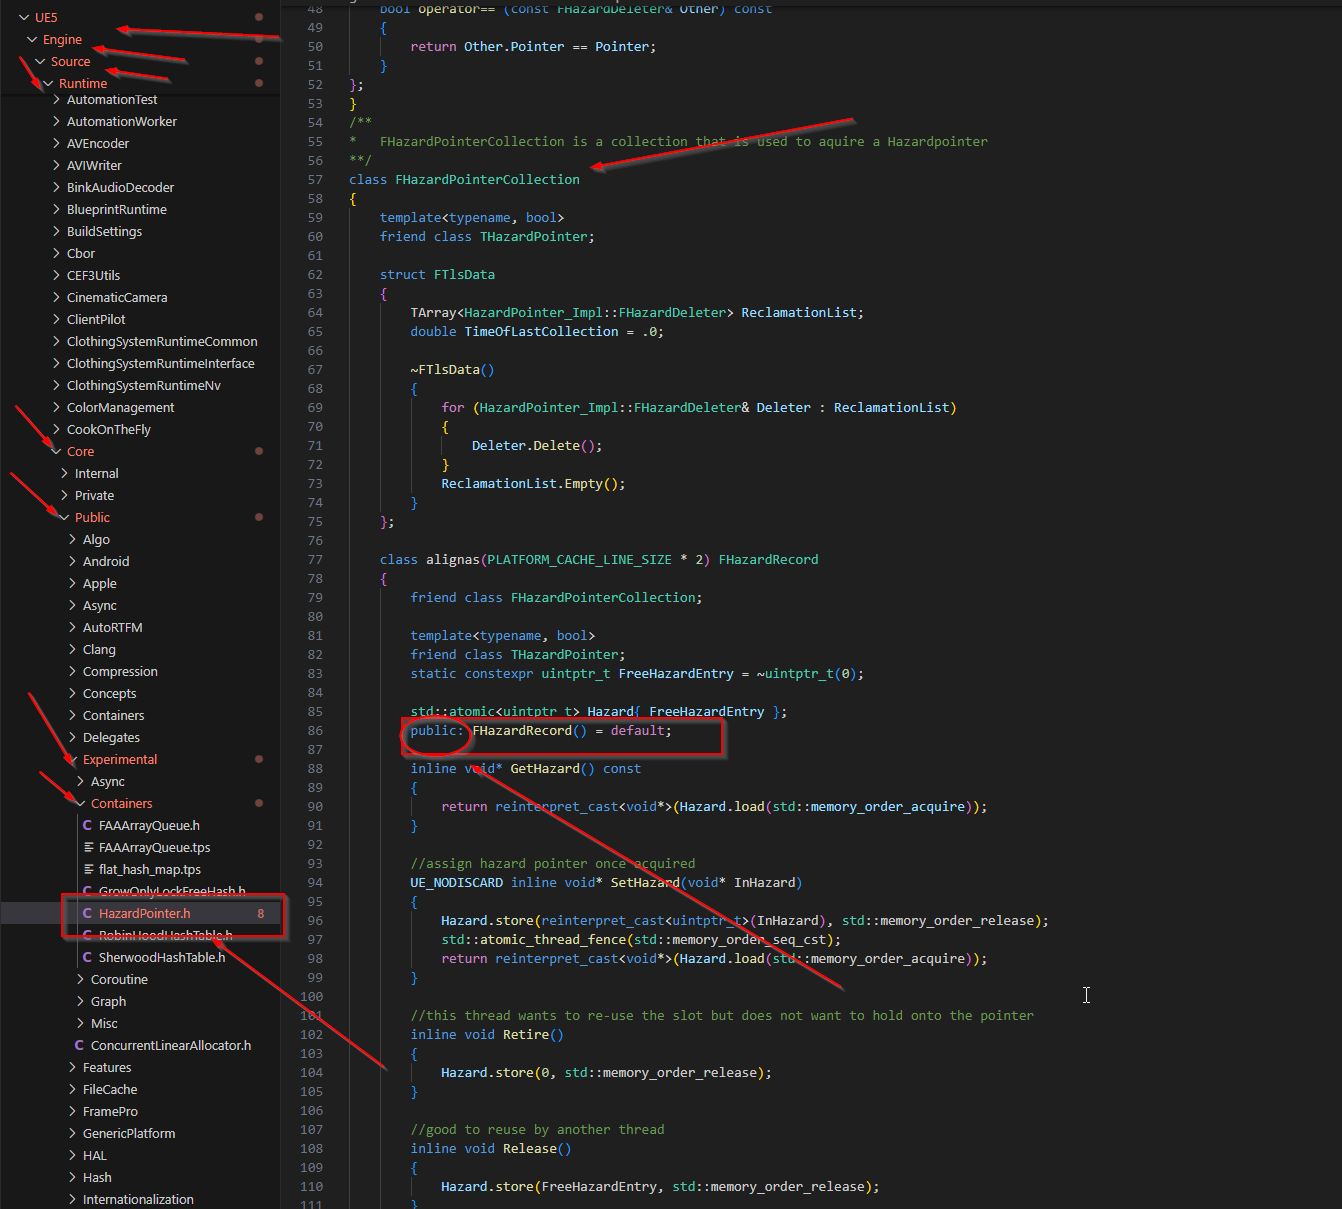 UE5
Engine
Source
Runtime
AutomationTest
AutomationWorker
AVEncoder
AVIWriter
BinkAudioDecoder
BlueprintRuntime
BuildSettings
Cbor
CEF3Utils
CinematicCamera
ClientPilot
ClothingSystemRuntimeCommon
ClothingSystemRuntimeInterface
ClothingSystemRuntimeNv
ColorManagement
CookOnTheFly
Core
Internal
Private
Public
Algo
Android
Apple
Async
AutoRTFM
Clang
Compression
Concepts
Containers
Delegates
Experimental
Async
Containers
C FAAArrayQueue.h
FAAArrayQueue.tps
flat_hash_map.tps
C GrowOnlyLockFreeHash.h
C HazardPointer.h 8
C RobinHoodHashTable.h
C SherwoodHashTable.h
Coroutine
Graph
Misc
C ConcurrentLinearAllocator.h
Features
FileCache
FramePro
GenericPlatform
HAL
Hash
Internationalization
48 bool operator== (const FHazardDeleter& Other) const
49 {
50 return Other.Pointer == Pointer;
51 }
52 };
53 }
54 /**
55 * FHazardPointerCollection is a collection that is used to aquire a Hazardpointer
56 **/
57 class FHazardPointerCollection
58 {
59 template<typename, bool>
60 friend class THazardPointer;
61
62 struct FTlsData
63 {
64 TArray<HazardPointer_Impl::FHazardDeleter> ReclamationList;
65 double TimeOfLastCollection = .0;
66
67 ~FTlsData()
68 {
69 for (HazardPointer_Impl::FHazardDeleter& Deleter : ReclamationList)
70 {
71 Deleter.Delete();
72 }
73 ReclamationList.Empty();
74 }
75 };
76
77 class alignas(PLATFORM_CACHE_LINE_SIZE * 2) FHazardRecord
78 {
79 friend class FHazardPointerCollection;
80
81 template<typename, bool>
82 friend class THazardPointer;
83 static constexpr uintptr_t FreeHazardEntry = ~uintptr_t(0);
84
85 std::atomic<uintptr_t> Hazard{ FreeHazardEntry };
86 public: FHazardRecord() = default;
87
88 inline void* GetHazard() const
89 {
90 return reinterpret_cast<void*>(Hazard.load(std::memory_order_acquire));
91 }
92
93 //assign hazard pointer once acquired
94 UE_NODISCARD inline void* SetHazard(void* InHazard)
95 {
96 Hazard.store(reinterpret_cast<uintptr_t>(InHazard), std::memory_order_release);
97 std::atomic_thread_fence(std::memory_order_seq_cst);
98 return reinterpret_cast<void*>(Hazard.load(std::memory_order_acquire));
99 }
100
101 //this thread wants to re-use the slot but does not want to hold onto the pointer
102 inline void Retire()
103 {
104 Hazard.store(0, std::memory_order_release);
105 }
106
107 //good to reuse by another thread
108 inline void Release()
109 {
110 Hazard.store(FreeHazardEntry, std::memory_order_release);
111 }